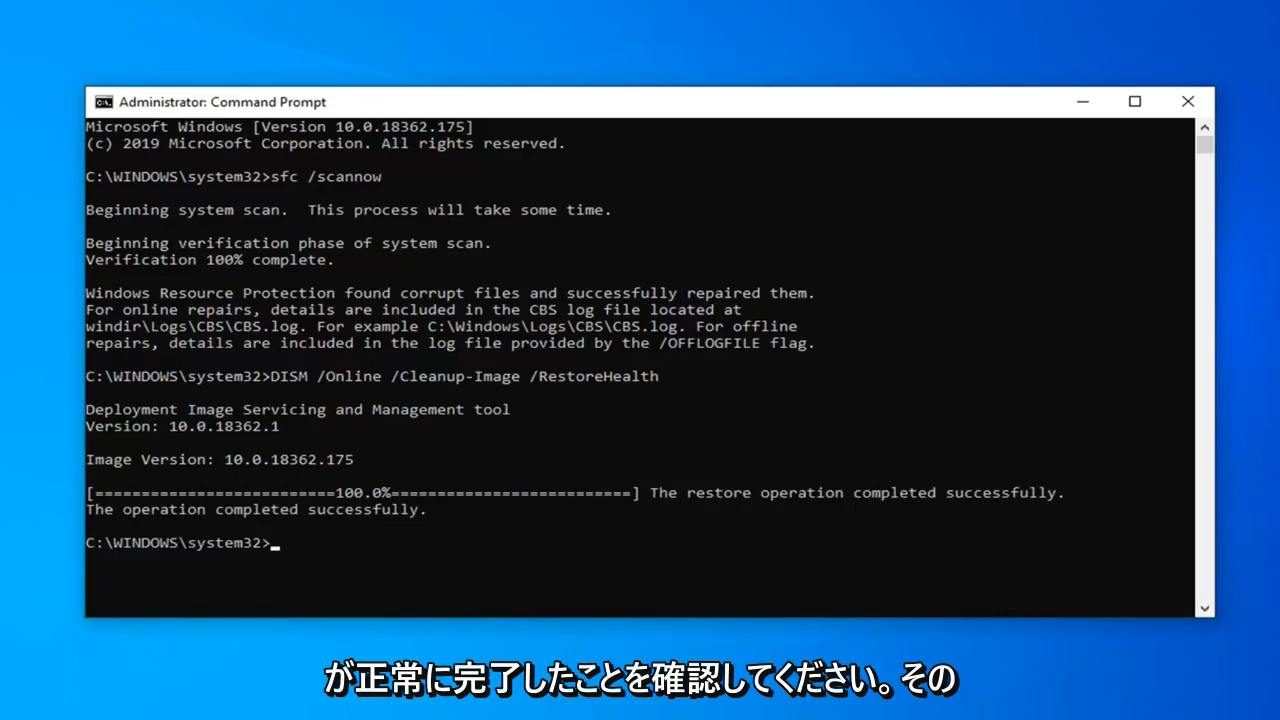 Administrator: Command Prompt
Microsoft Windows [Version 10.0.18362.175]
(c) 2019 Microsoft Corporation. All rights reserved.
C:\WINDOWS\system32>sfc /scannow
Beginning system scan.  This process will take some time.
Beginning verification phase of system scan.
Verification 100% complete.
Windows Resource Protection found corrupt files and successfully repaired them.
For online repairs, details are included in the CBS log file located at
windir\Logs\CBS\CBS.log. For example C:\Windows\Logs\CBS\CBS.log. For offline
repairs, details are included in the log file provided by the /OFFLOGFILE flag.
C:\WINDOWS\system32>DISM /Online /Cleanup-Image /RestoreHealth
Deployment Image Servicing and Management tool
Version: 10.0.18362.1
Image Version: 10.0.18362.175
[==========================100.0%==========================] The restore operation completed successfully.
The operation completed successfully.
C:\WINDOWS\system32>
が正常に完了したことを確認してください。その